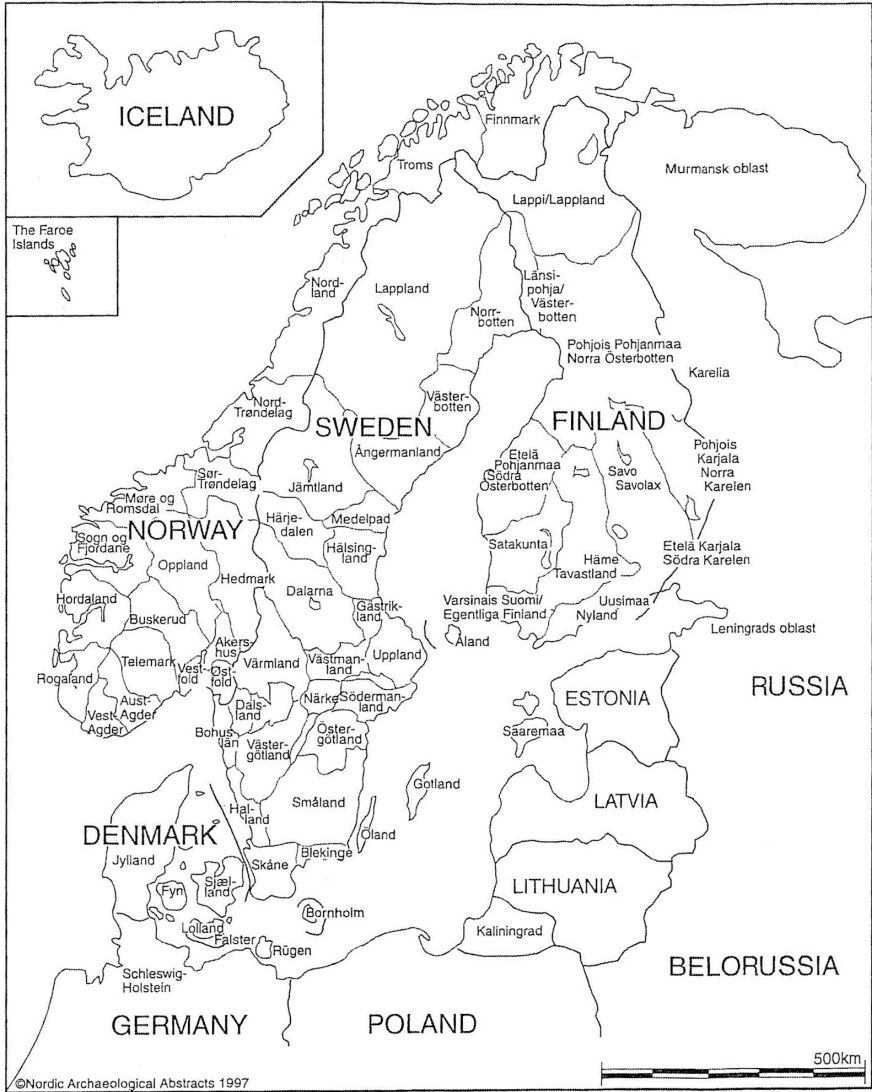 ICELAND
The Faroe
Islands
Finnmark
Troms
Murmansk oblast
Lappi/Lappland
Nord-
land
Lappland
Norr-
botten
Länsi-
pohja/
Väster-
botten
Pohjois Pohjanmaa
Norra Österbotten
Karelia
Nord-
Trøndelag
Väster-
botten
SWEDEN
FINLAND
Ångermanland
Etelä
Pohjanmaa
Södra
Österbotten
Savo
Savolax
Pohjois
Karjala
Norra
Karelen
Sør-
Trøndelag
Jämtland
Møre og
Romsdal
NORWAY
Härje-
dalen
Medelpad
Sogn og
Fjordane
Hälsing-
land
Satakunta
Häme
Tavastland
Etelä Karjala
Södra Karelen
Oppland
Hedmark
Dalarna
Hordaland
Buskerud
Gästrik-
land
Varsinais Suomi/
Egentliga Finland
Uusimaa
Nyland
Åland
Leningrads oblast
Akers-
hus
Telemark
Vest-
fold
Øst-
fold
Värmland
Västman-
land
Uppland
Rogaland
Aust-
Agder
Vest-
Agder
Närke
Söderman-
land
ESTONIA
RUSSIA
Dals-
land
Bohus
län
Väster-
götland
Öster-
götland
Saaremaa
Gotland
Hal-
land
Småland
Öland
LATVIA
DENMARK
Jylland
Skåne
Blekinge
Fyn
Sjæl-
land
LITHUANIA
Bornholm
Lolland
Falster
Rügen
Kaliningrad
Schleswig-
Holstein
BELORUSSIA
GERMANY
POLAND
500km
©Nordic Archaeological Abstracts 1997